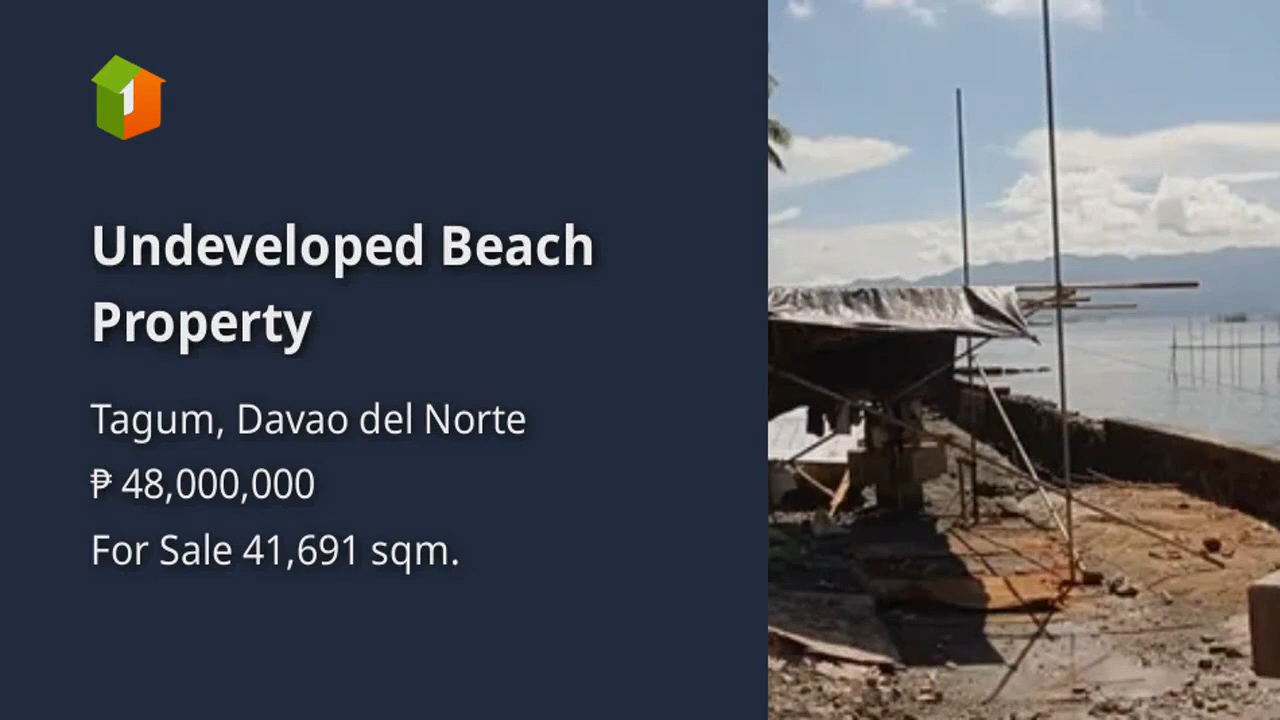 Undeveloped Beach
Property
Tagum, Davao del Norte
₱ 48,000,000
For Sale 41,691 sqm.